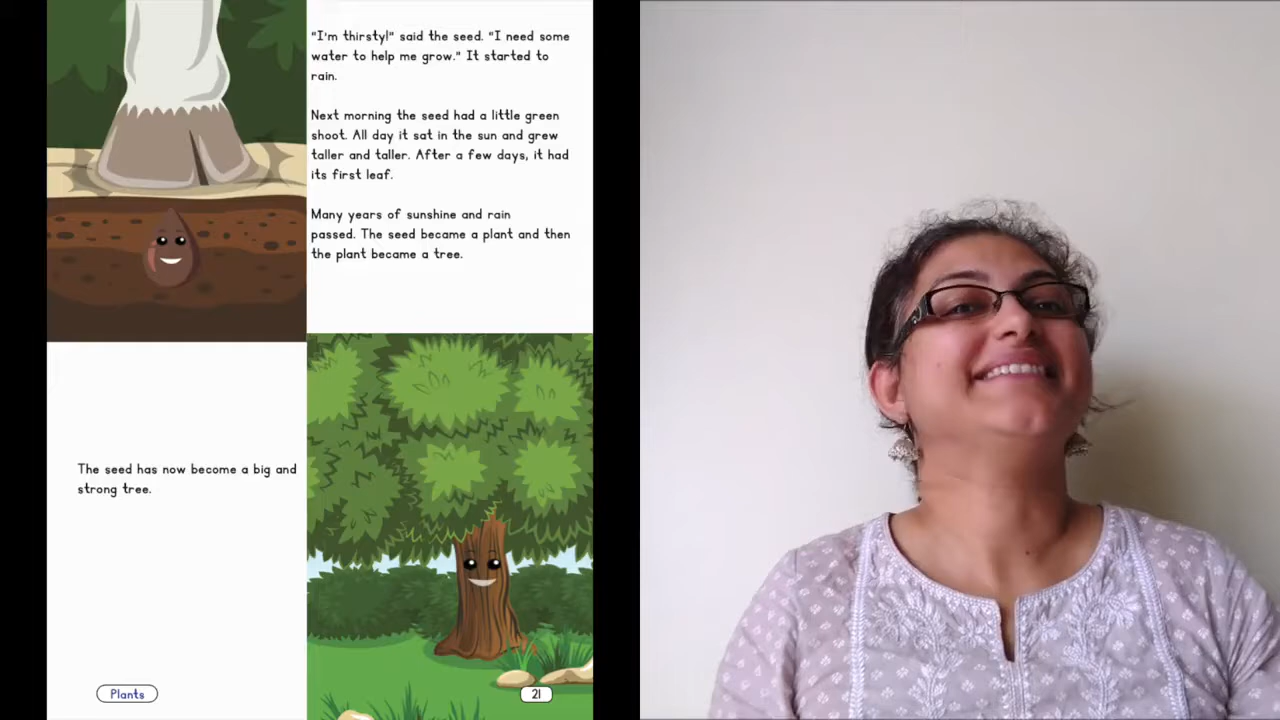 "I'm thirsty!" said the seed. "I need some
water to help me grow." It started to
rain.
Next morning the seed had a little green
shoot. All day it sat in the sun and grew
taller and taller. After a few days, it had
its first leaf.
Many years of sunshine and rain
passed. The seed became a plant and then
the plant became a tree.
The seed has now become a big and
strong tree.
Plants
21